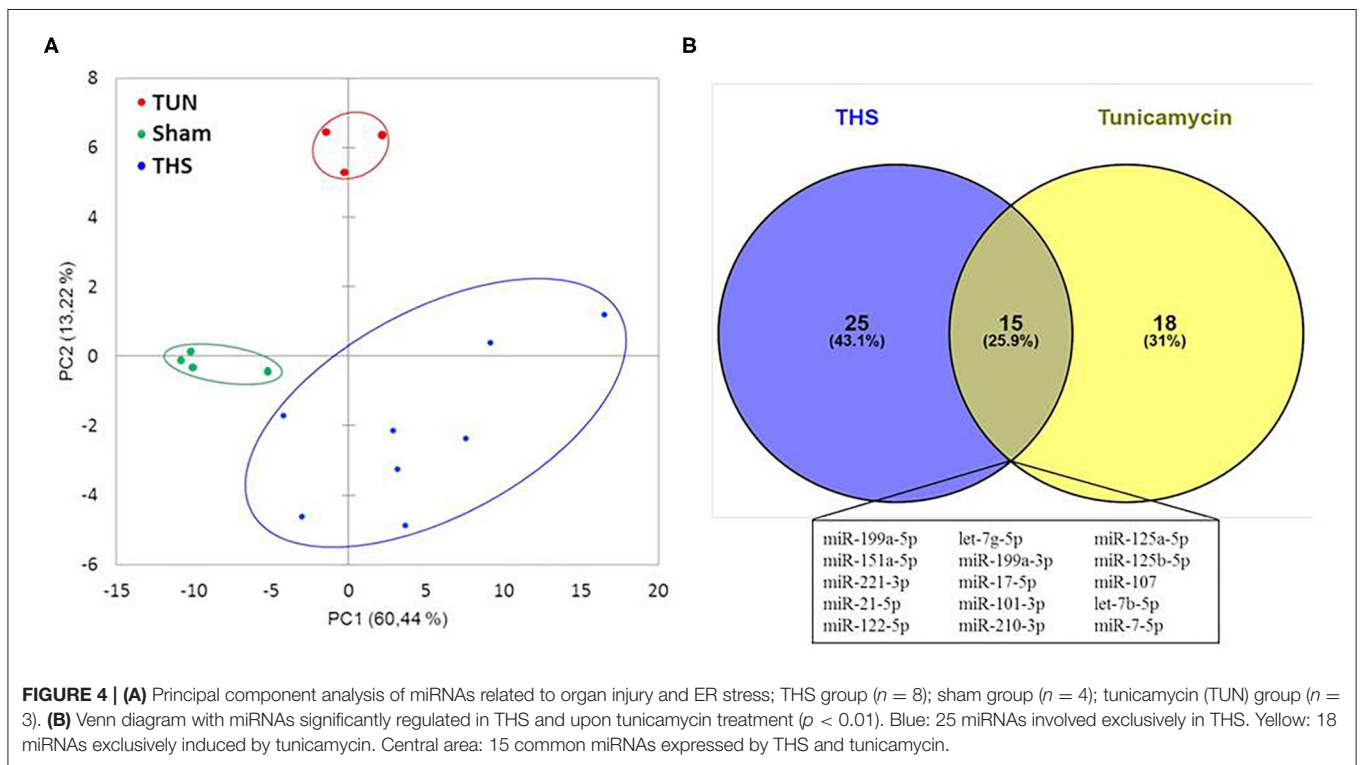 A
8
6
4
2
0
-2
-4
-6
PC2 (13,22 %)
TUN
Sham
THS
-15
-10
-5
0
5
10
15
20
PC1 (60,44 %)
B
THS
Tunicamycin
25
(43.1%)
15
(25.9%)
18
(31%)
miR-199a-5p let-7g-5p miR-125a-5p
miR-151a-5p miR-199a-3p miR-125b-5p
miR-221-3p miR-17-5p miR-107
miR-21-5p miR-101-3p let-7b-5p
miR-122-5p miR-210-3p miR-7-5p
FIGURE 4 | (A) Principal component analysis of miRNAs related to organ injury and ER stress; THS group (n = 8); sham group (n = 4); tunicamycin (TUN) group (n =
3). (B) Venn diagram with miRNAs significantly regulated in THS and upon tunicamycin treatment (p < 0.01). Blue: 25 miRNAs involved exclusively in THS. Yellow: 18
miRNAs exclusively induced by tunicamycin. Central area: 15 common miRNAs expressed by THS and tunicamycin.